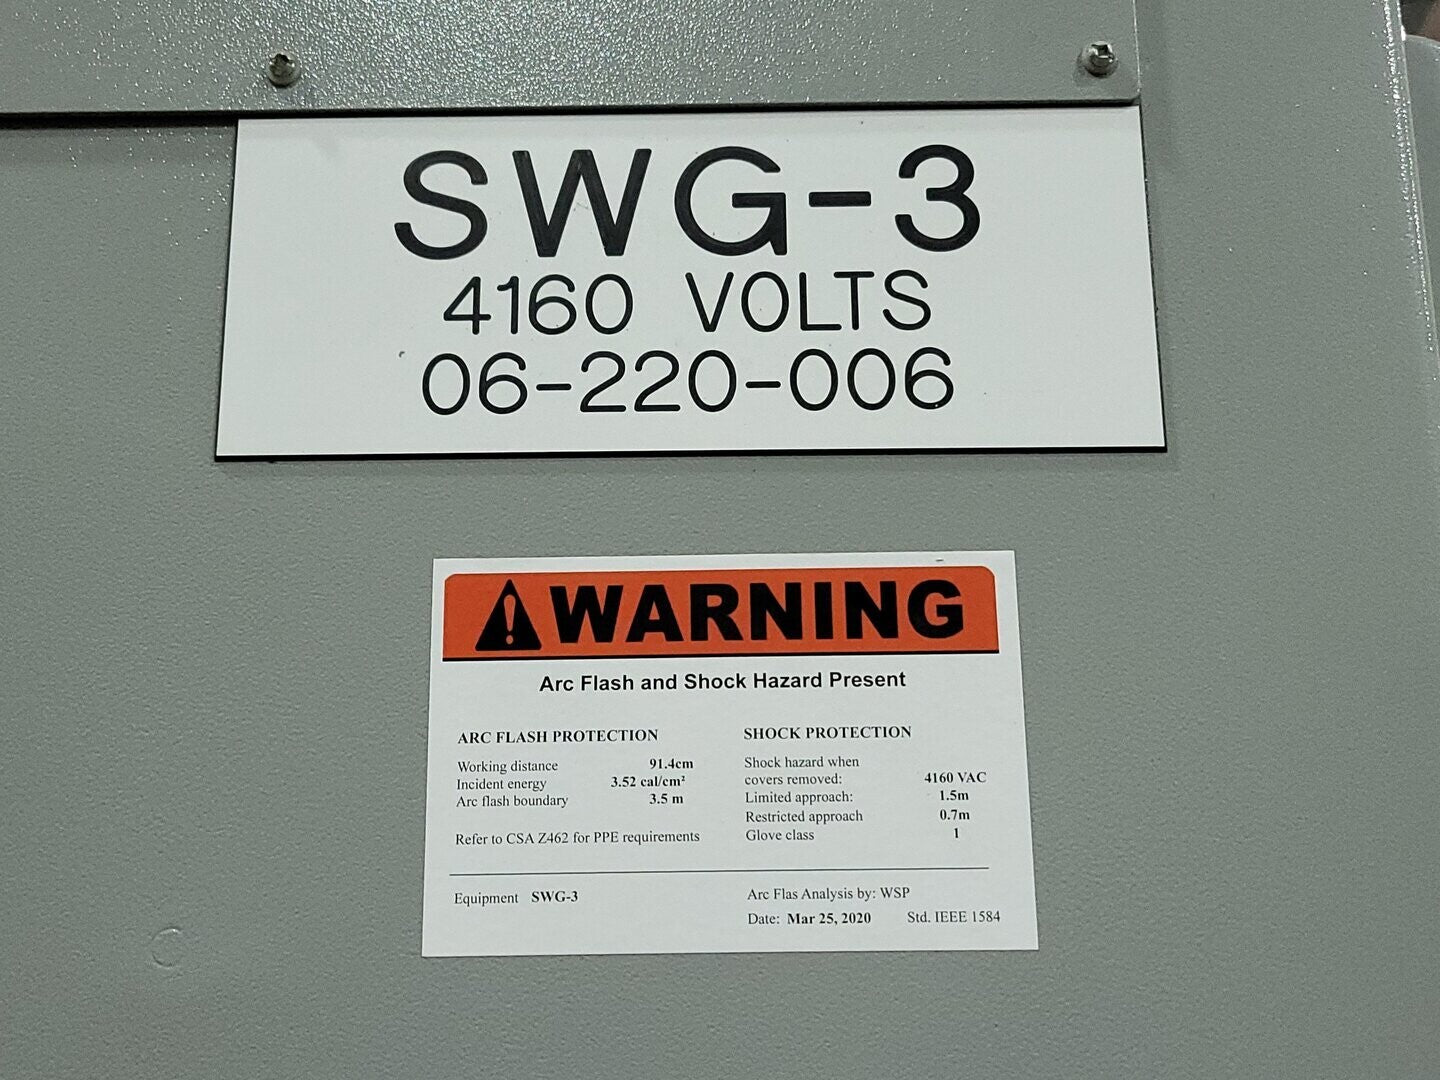 SWG-3
4160 VOLTS
06-220-006
WARNING
Arc Flash and Shock Hazard Present
ARC FLASH PROTECTION
Working distance 91.4cm
Incident energy 3.52 cal/cm²
Arc flash boundary 3.5 m
Refer to CSA Z462 for PPE requirements
SHOCK PROTECTION
Shock hazard when
covers removed: 4160 VAC
Limited approach: 1.5m
Restricted approach 0.7m
Glove class 1
Equipment SWG-3
Arc Flas Analysis by: WSP
Date: Mar 25, 2020 Std. IEEE 1584